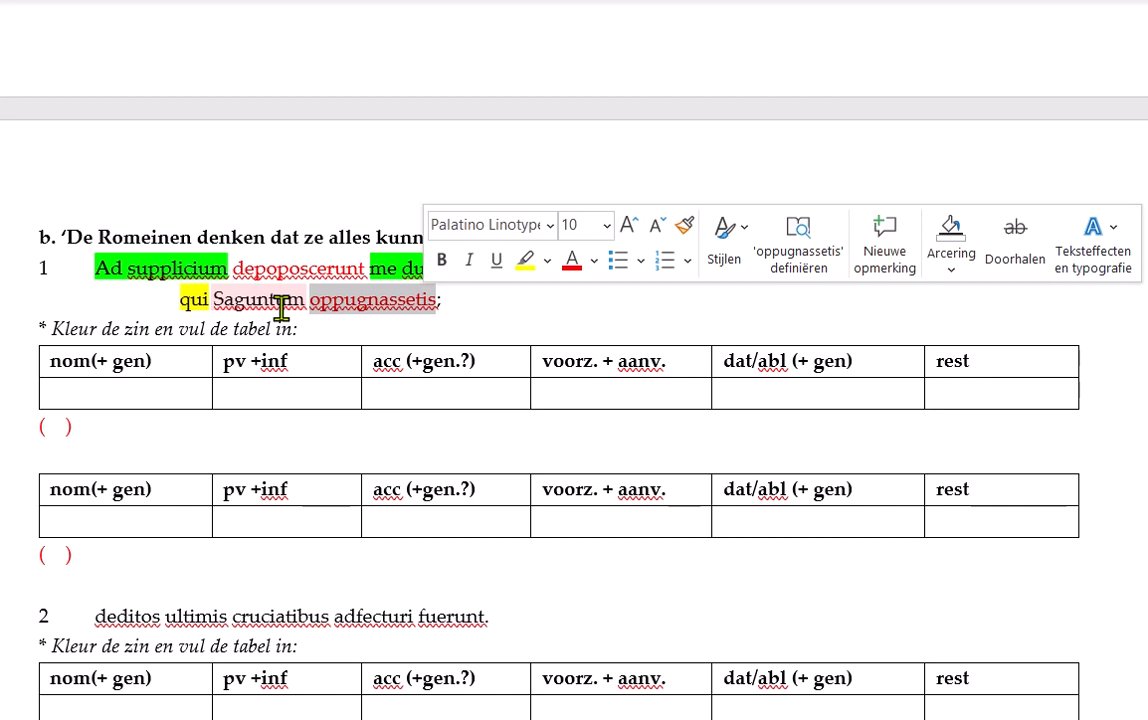 Palatino Linotype 10
B I U
Stijlen
'oppugnassetis' definiëren
Nieuwe opmerking
Arcering
ab Doorhalen
Teksteffecten en typografie
b. ‘De Romeinen denken dat ze alles kunn
1 Ad supplicium depoposcerunt me du
qui Saguntum oppugnassetis;
* Kleur de zin en vul de tabel in:
nom(+ gen) pv +inf acc (+gen.?) voorz. + aanv. dat/abl (+ gen) rest
( )
nom(+ gen) pv +inf acc (+gen.?) voorz. + aanv. dat/abl (+ gen) rest
( )
2 deditos ultimis cruciatibus adfecturi fuerunt.
* Kleur de zin en vul de tabel in:
nom(+ gen) pv +inf acc (+gen.?) voorz. + aanv. dat/abl (+ gen) rest